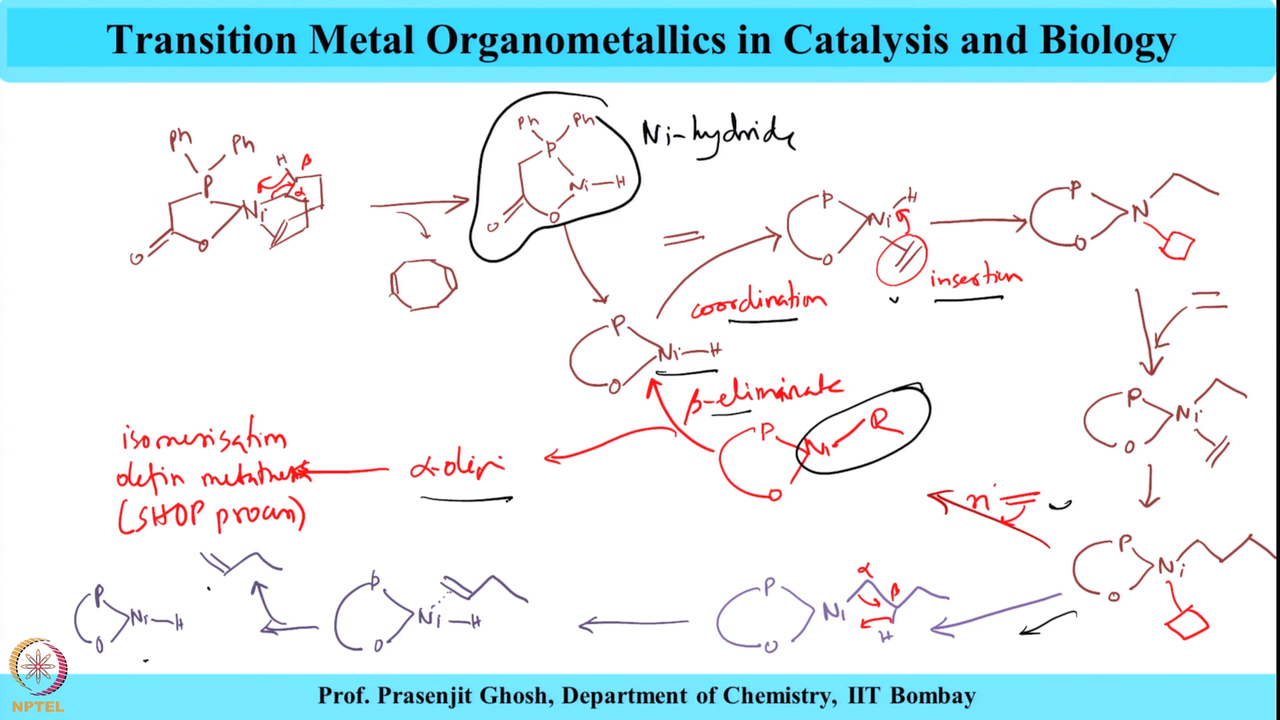 Transition Metal Organometallics in Catalysis and Biology
Ph Ph
P
H β
α
Ni
O
O
Ph Ph
P
Ni-H
O
O
Ni-hydride
P
Ni H
O
coordination
insertion
P
N
O
P
Ni-H
O
β-eliminate
P
Ni-R
O
α-olefin
isomerisation
olefin metathesis
(SHOP process)
P
Ni
O
n
P
Ni
O
α β
P
Ni
H
O
P
Ni-H
O
P
Ni-H
O
NPTEL
Prof. Prasenjit Ghosh, Department of Chemistry, IIT Bombay